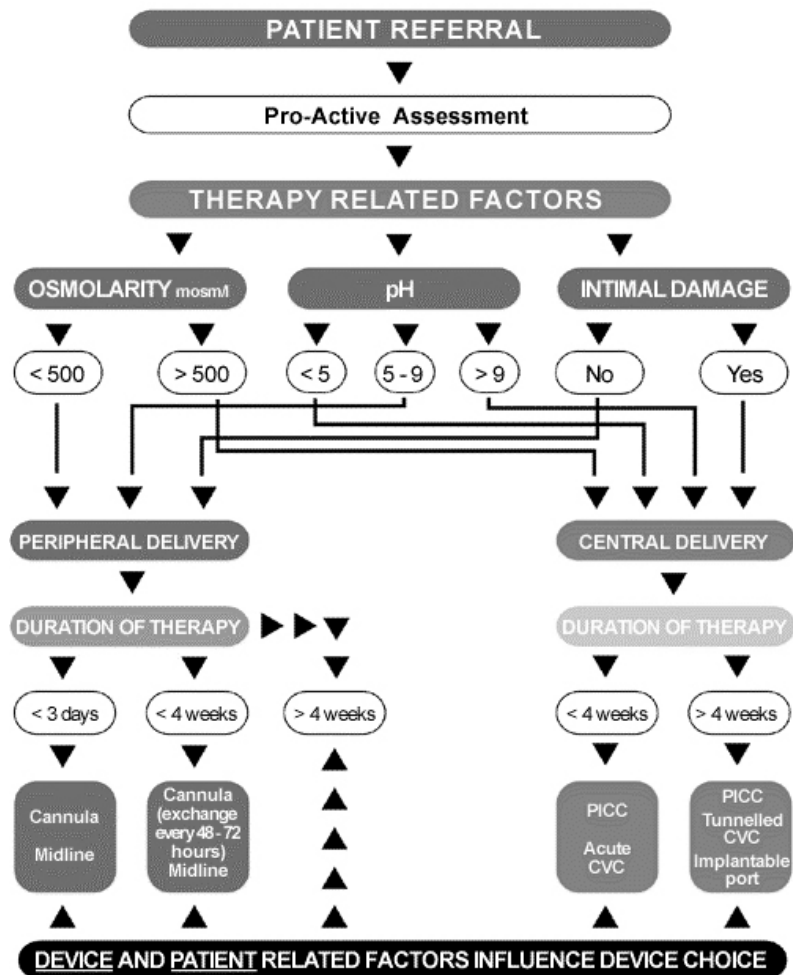 PATIENT REFERRAL
Pro-Active Assessment
THERAPY RELATED FACTORS
OSMOLARITY mosm/l
pH
INTIMAL DAMAGE
< 500
> 500
< 5
5 - 9
> 9
No
Yes
PERIPHERAL DELIVERY
CENTRAL DELIVERY
DURATION OF THERAPY
DURATION OF THERAPY
< 3 days
< 4 weeks
> 4 weeks
< 4 weeks
> 4 weeks
Cannula
Midline
Cannula
(exchange
every 48 - 72
hours)
Midline
PICC
Acute
CVC
PICC
Tunnelled
CVC
Implantable
port
DEVICE AND PATIENT RELATED FACTORS INFLUENCE DEVICE CHOICE